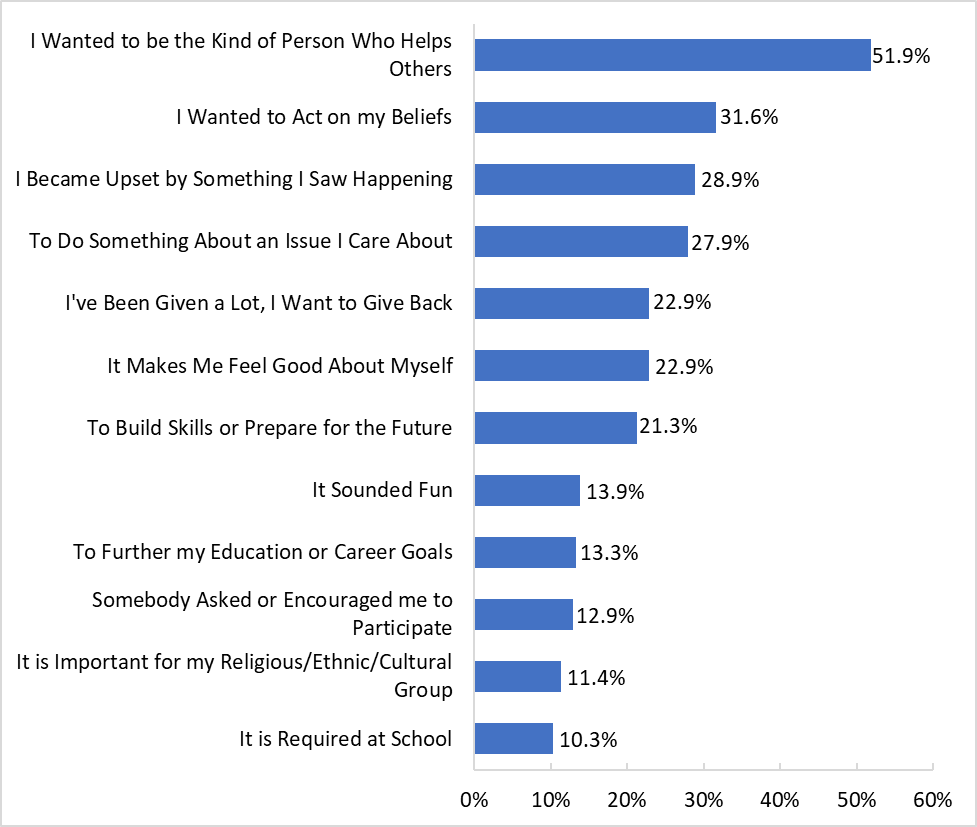 I Wanted to be the Kind of Person Who Helps
Others
51.9%
I Wanted to Act on my Beliefs
31.6%
I Became Upset by Something I Saw Happening
28.9%
To Do Something About an Issue I Care About
27.9%
I've Been Given a Lot, I Want to Give Back
22.9%
It Makes Me Feel Good About Myself
22.9%
To Build Skills or Prepare for the Future
21.3%
It Sounded Fun
13.9%
To Further my Education or Career Goals
13.3%
Somebody Asked or Encouraged me to
Participate
12.9%
It is Important for my Religious/Ethnic/Cultural
Group
11.4%
It is Required at School
10.3%
0% 10% 20% 30% 40% 50% 60%